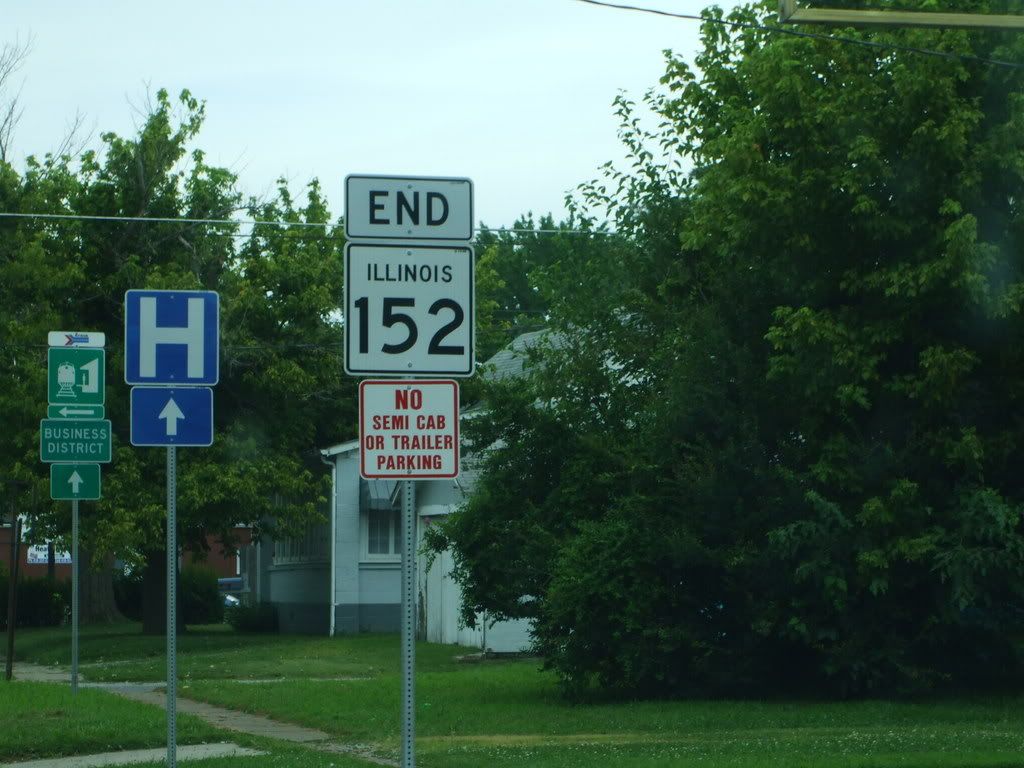 END
ILLINOIS
152
NO
SEMI CAB
OR TRAILER
PARKING
H
BUSINESS
DISTRICT